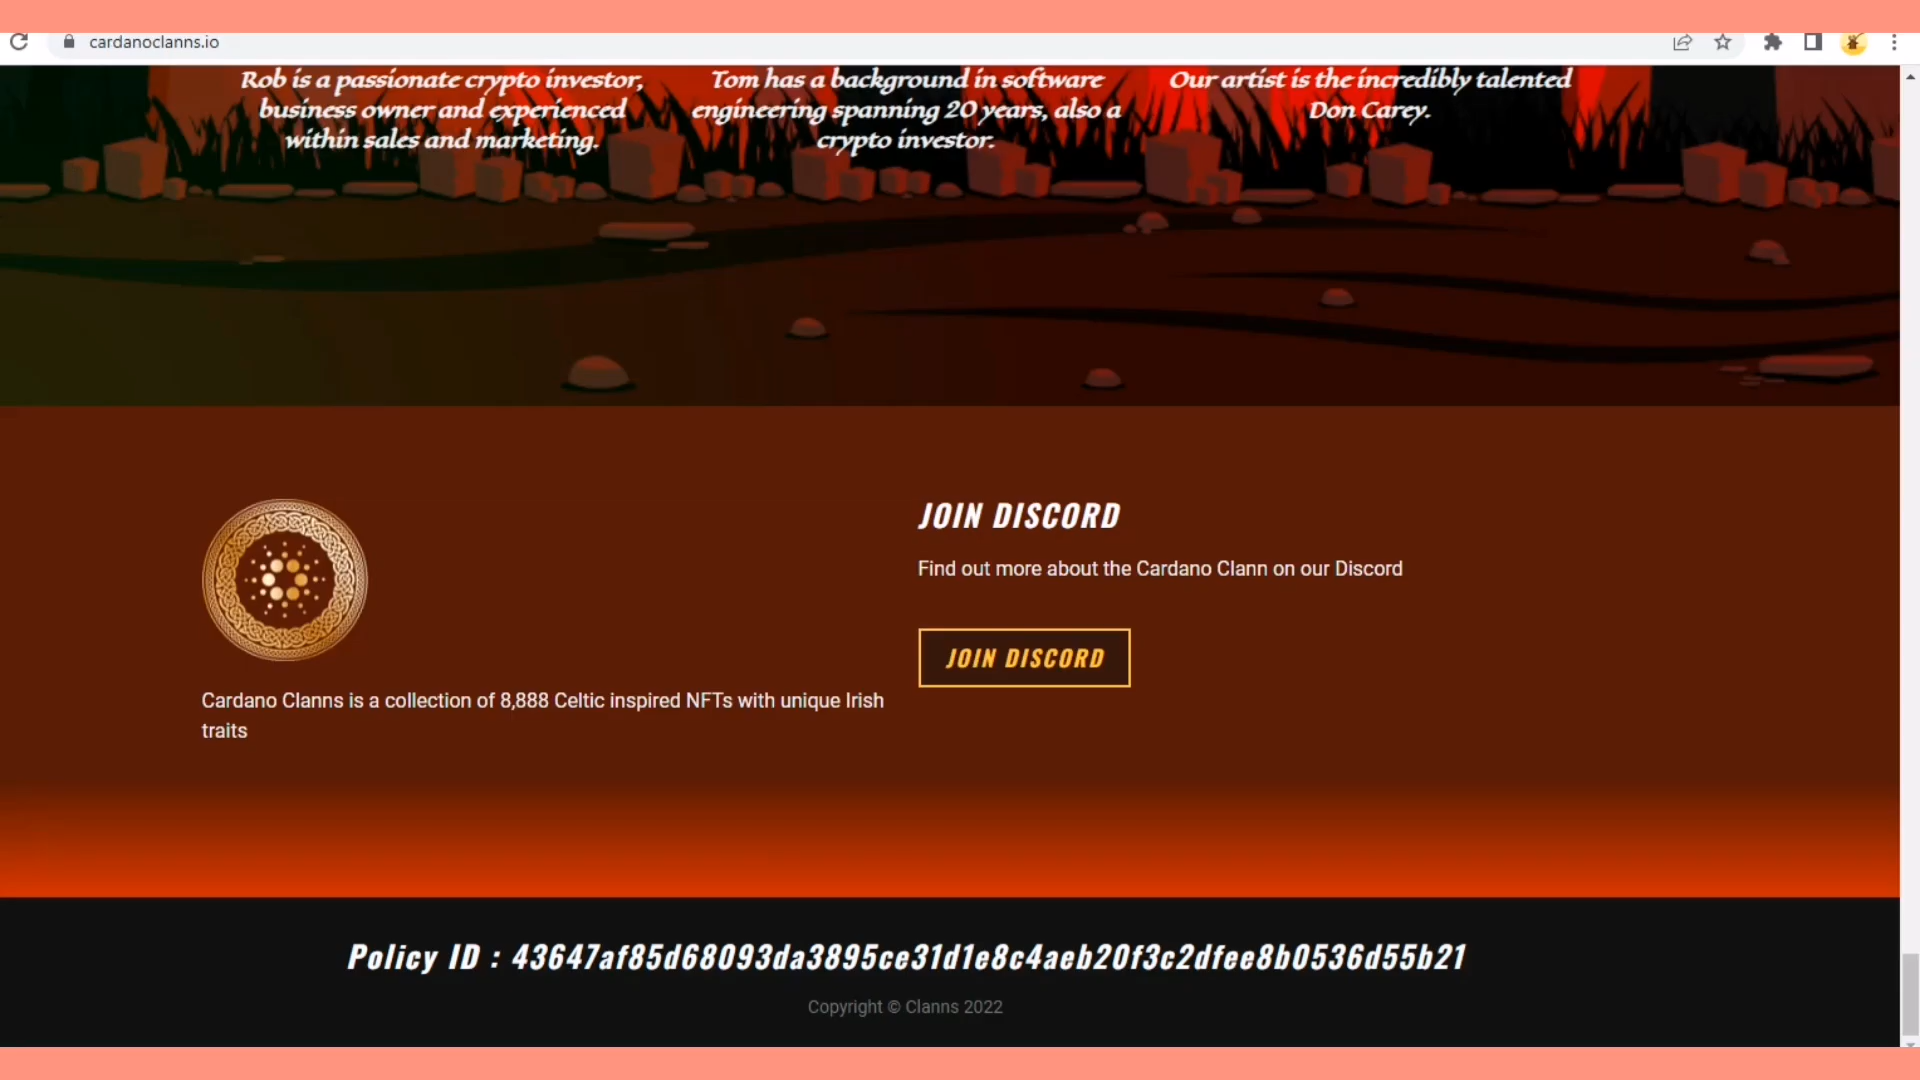 cardanoclanns.io
Rob is a passionate crypto investor,
business owner and experienced
within sales and marketing.
Tom has a background in software
engineering spanning 20 years, also a
crypto investor.
Our artist is the incredibly talented
Don Carey.
Cardano Clanns is a collection of 8,888 Celtic inspired NFTs with unique Irish
traits
JOIN DISCORD
Find out more about the Cardano Clann on our Discord
JOIN DISCORD
Policy ID : 43647af85d68093da3895ce31d1e8c4aeb20f3c2dfee8b0536d55b21
Copyright © Clanns 2022